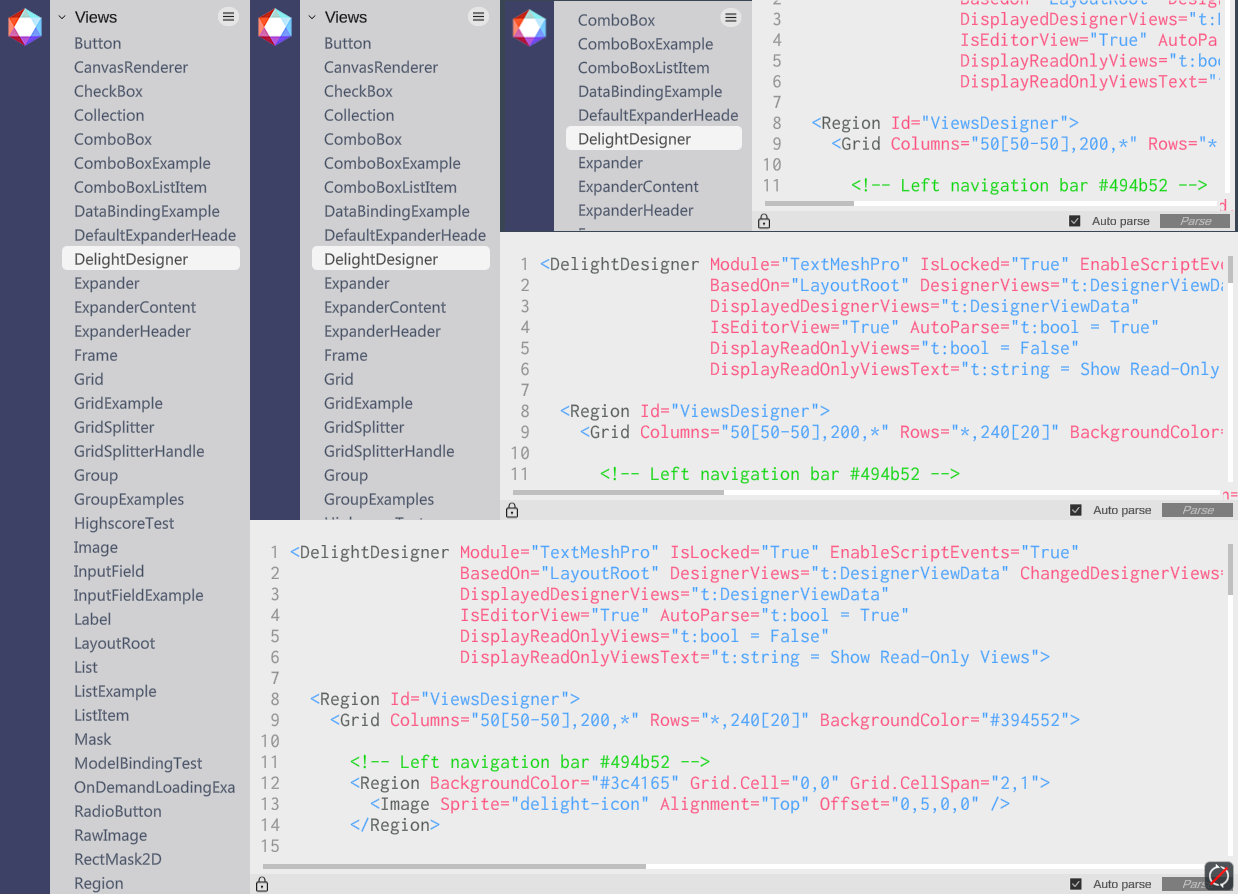 Views
Button
CanvasRenderer
CheckBox
Collection
ComboBox
ComboBoxExample
ComboBoxListItem
DataBindingExample
DefaultExpanderHeade
DelightDesigner
Expander
ExpanderContent
ExpanderHeader
Frame
Grid
GridExample
GridSplitter
GridSplitterHandle
Group
GroupExamples
HighscoreTest
Image
InputField
InputFieldExample
Label
LayoutRoot
List
ListExample
ListItem
Mask
ModelBindingTest
OnDemandLoadingExa
RadioButton
RawImage
RectMask2D
Region
Views
Button
CanvasRenderer
CheckBox
Collection
ComboBox
ComboBoxExample
ComboBoxListItem
DataBindingExample
DefaultExpanderHeade
DelightDesigner
Expander
ExpanderContent
ExpanderHeader
Frame
Grid
GridExample
GridSplitter
GridSplitterHandle
Group
GroupExamples
ComboBox
ComboBoxExample
ComboBoxListItem
DataBindingExample
DefaultExpanderHeade
DelightDesigner
Expander
ExpanderContent
ExpanderHeader
2 BasedOn="LayoutRoot"
3 DisplayedDesignerViews="t:
4 IsEditorView="True" AutoPa
5 DisplayReadOnlyViews="t:boo
6 DisplayReadOnlyViewsText="
7
8 <Region Id="ViewsDesigner">
9 <Grid Columns="50[50-50],200,*" Rows="*
10
11 <!-- Left navigation bar #494b52 -->
Auto parse Parse
1 <DelightDesigner Module="TextMeshPro" IsLocked="True" EnableScriptEv
2 BasedOn="LayoutRoot" DesignerViews="t:DesignerViewDa
3 DisplayedDesignerViews="t:DesignerViewData"
4 IsEditorView="True" AutoParse="t:bool = True"
5 DisplayReadOnlyViews="t:bool = False"
6 DisplayReadOnlyViewsText="t:string = Show Read-Only
7
8 <Region Id="ViewsDesigner">
9 <Grid Columns="50[50-50],200,*" Rows="*,240[20]" BackgroundColor=
10
11 <!-- Left navigation bar #494b52 -->
Auto parse Parse
1 <DelightDesigner Module="TextMeshPro" IsLocked="True" EnableScriptEvents="True"
2 BasedOn="LayoutRoot" DesignerViews="t:DesignerViewData" ChangedDesignerViews=
3 DisplayedDesignerViews="t:DesignerViewData"
4 IsEditorView="True" AutoParse="t:bool = True"
5 DisplayReadOnlyViews="t:bool = False"
6 DisplayReadOnlyViewsText="t:string = Show Read-Only Views">
7
8 <Region Id="ViewsDesigner">
9 <Grid Columns="50[50-50],200,*" Rows="*,240[20]" BackgroundColor="#394552">
10
11 <!-- Left navigation bar #494b52 -->
12 <Region BackgroundColor="#3c4165" Grid.Cell="0,0" Grid.CellSpan="2,1">
13 <Image Sprite="delight-icon" Alignment="Top" Offset="0,5,0,0" />
14 </Region>
15
Auto parse Pars